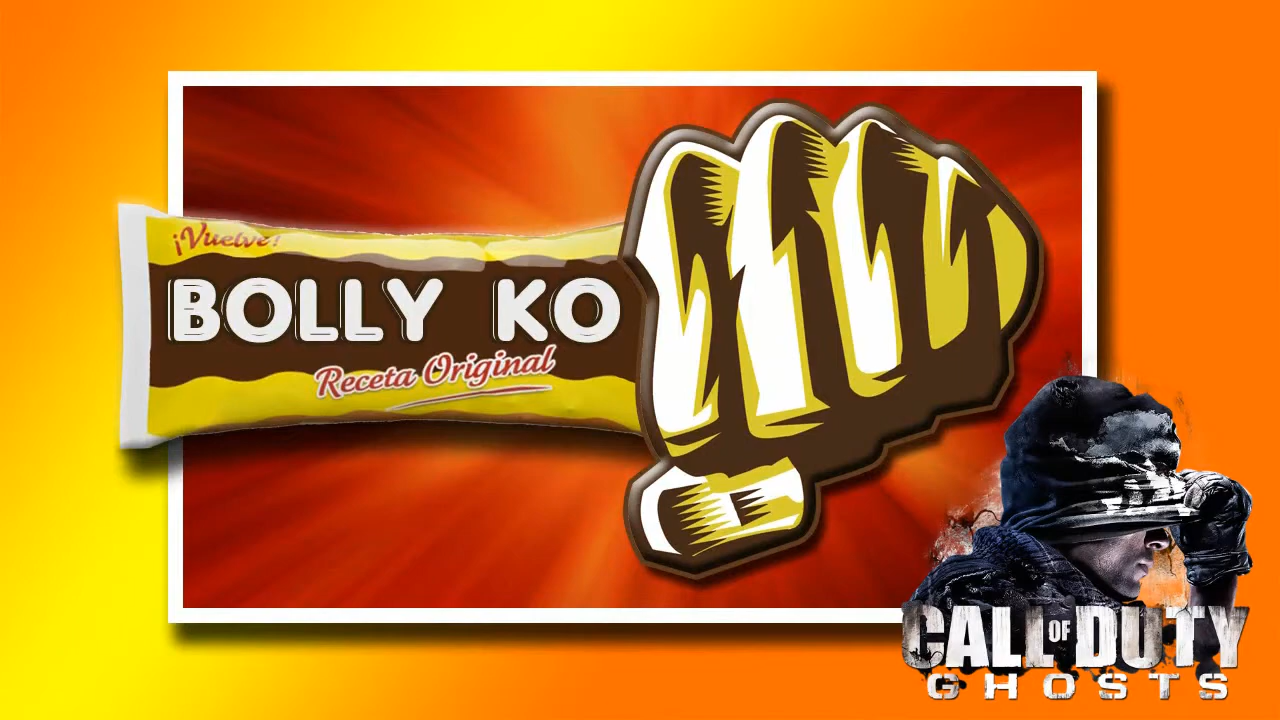 ¡Vuelve!
BOLLY KO
Receta Original
CALL OF DUTY
GHOSTS